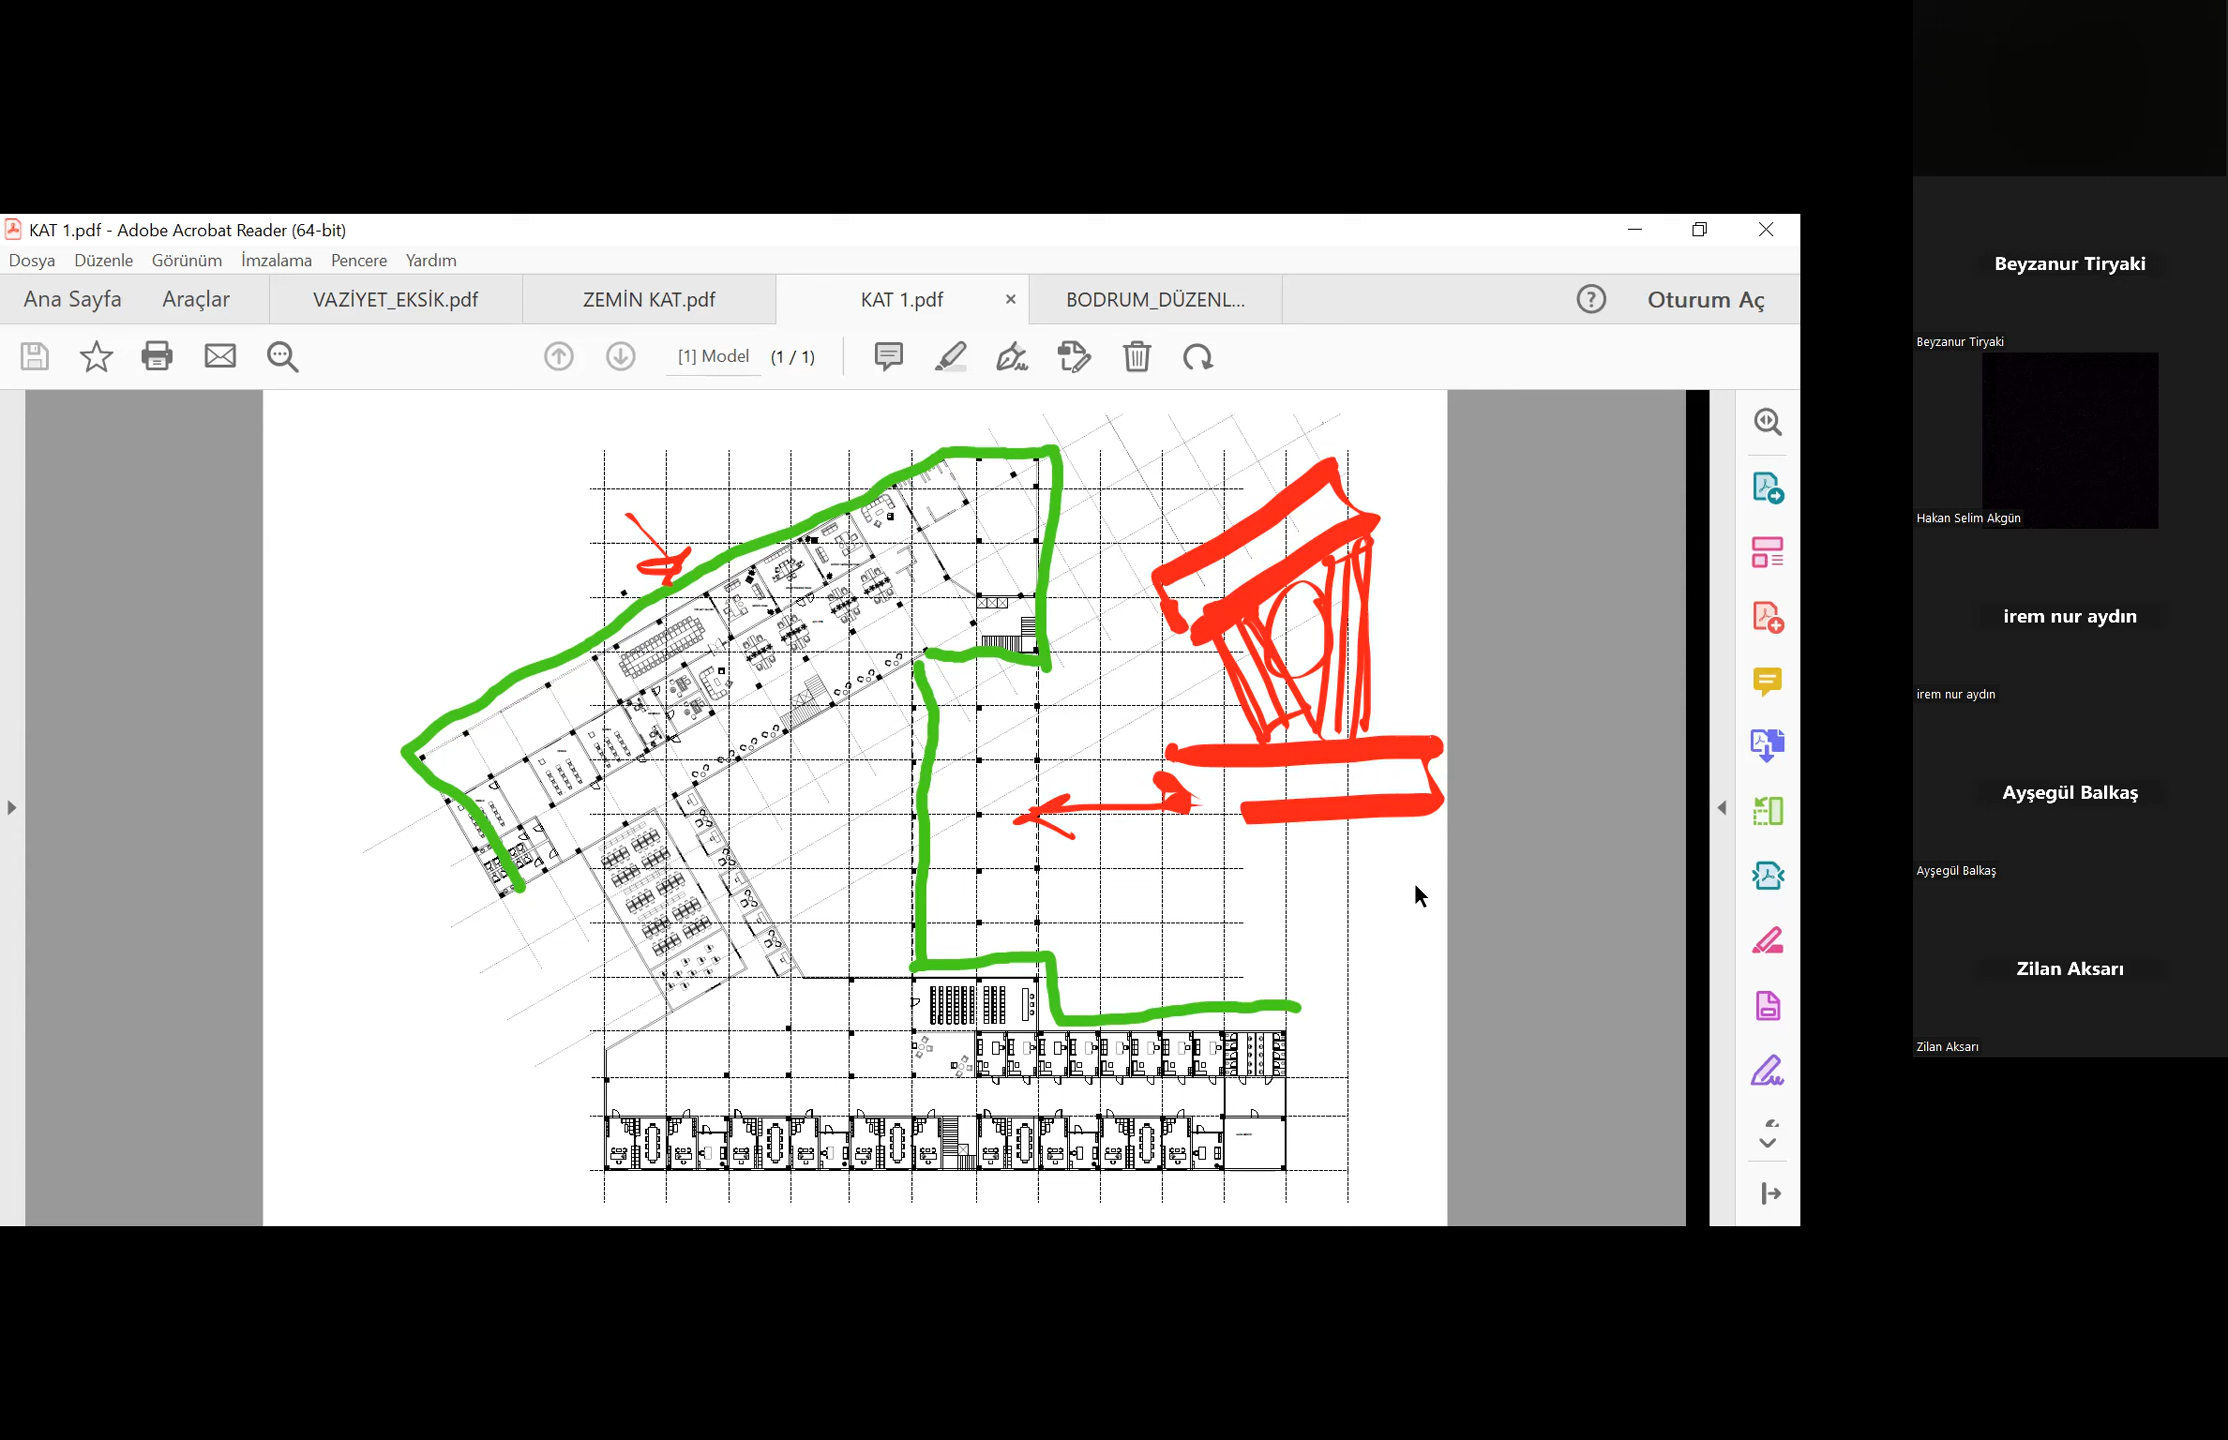 KAT 1.pdf - Adobe Acrobat Reader (64-bit)
Dosya Düzenle Görünüm İmzalama Pencere Yardım
Ana Sayfa Araçlar VAZİYET_EKSİK.pdf ZEMİN KAT.pdf KAT 1.pdf × BODRUM_DÜZENL... ? Oturum Aç
[1] Model (1 / 1)
Beyzanur Tiryaki
Beyzanur Tiryaki
Hakan Selim Akgün
irem nur aydın
irem nur aydın
Ayşegül Balkaş
Ayşegül Balkaş
Zilan Aksarı
Zilan Aksarı